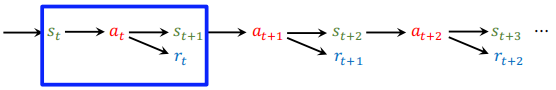 s_t a_t s_{t+1} a_{t+1} s_{t+2} a_{t+2} s_{t+3} ...
r_t r_{t+1} r_{t+2}